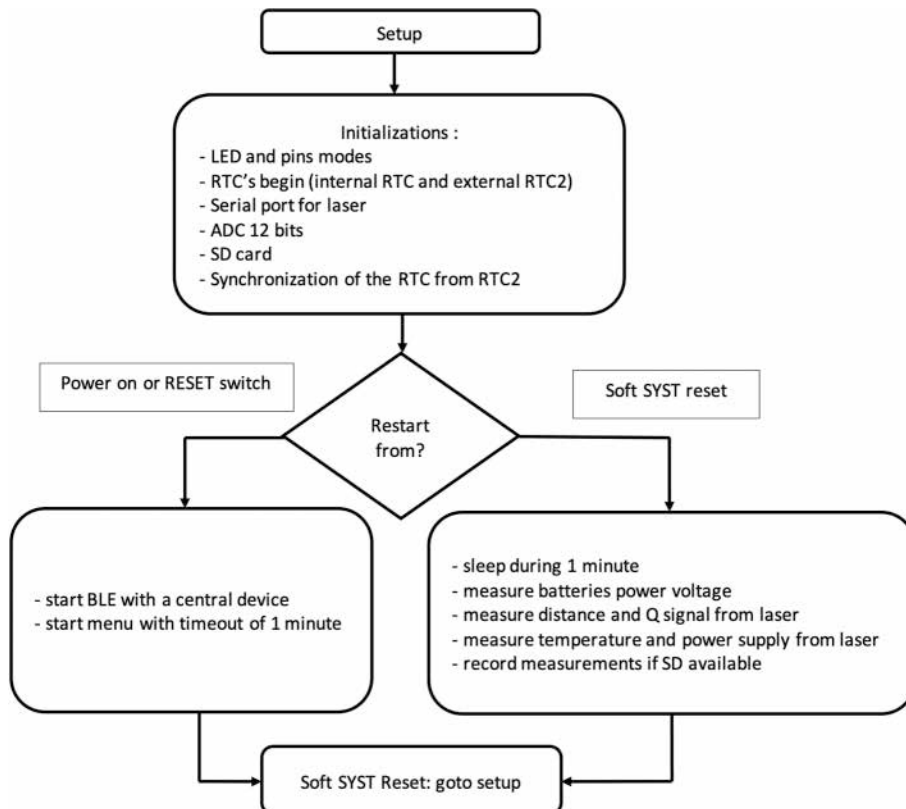 Setup
Initializations :
- LED and pins modes
- RTC's begin (internal RTC and external RTC2)
- Serial port for laser
- ADC 12 bits
- SD card
- Synchronization of the RTC from RTC2
Power on or RESET switch
Soft SYST reset
Restart
from?
- start BLE with a central device
- start menu with timeout of 1 minute
- sleep during 1 minute
- measure batteries power voltage
- measure distance and Q signal from laser
- measure temperature and power supply from laser
- record measurements if SD available
Soft SYST Reset: goto setup